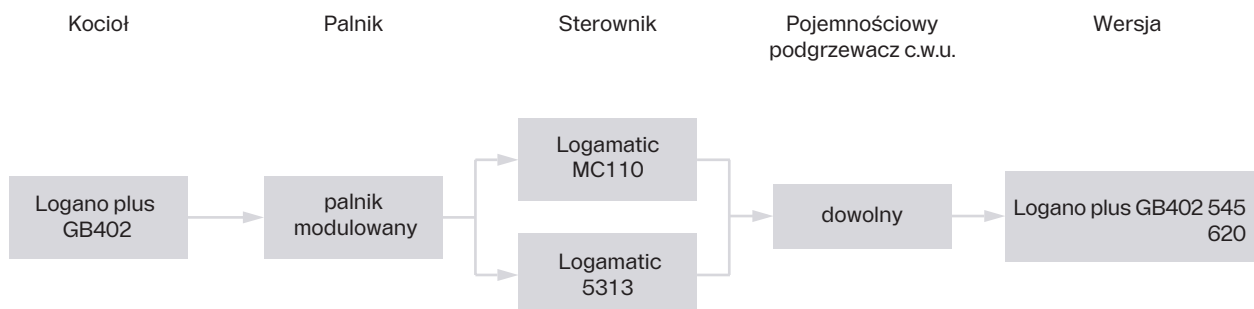 Kocioł
Palnik
Sterownik
Pojemnościowy
podgrzewacz c.w.u.
Wersja
Logano plus
GB402
palnik
modulowany
Logamatic
MC110
Logamatic
5313
dowolny
Logano plus GB402 545
620